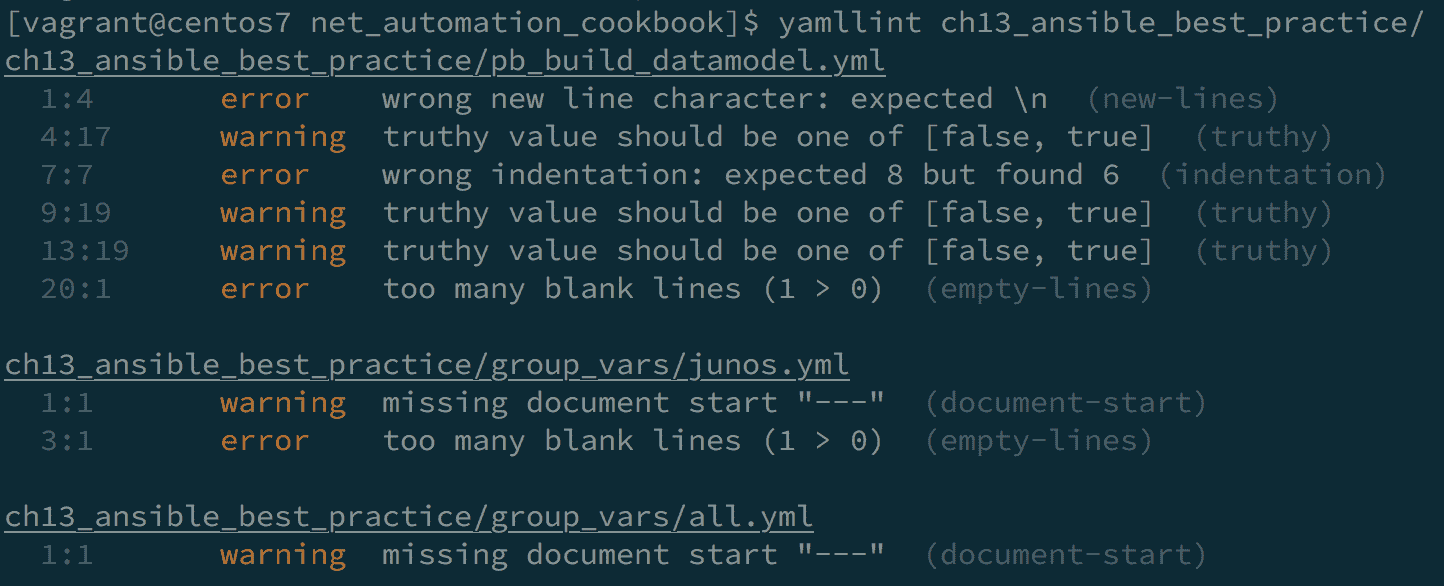 [vagrant@centos7 net_automation_cookbook]$ yamllint ch13_ansible_best_practice/
ch13_ansible_best_practice/pb_build_datamodel.yml
1:4 error wrong new line character: expected \n (new-lines)
4:17 warning truthy value should be one of [false, true] (truthy)
7:7 error wrong indentation: expected 8 but found 6 (indentation)
9:19 warning truthy value should be one of [false, true] (truthy)
13:19 warning truthy value should be one of [false, true] (truthy)
20:1 error too many blank lines (1 > 0) (empty-lines)
ch13_ansible_best_practice/group_vars/junos.yml
1:1 warning missing document start "---" (document-start)
3:1 error too many blank lines (1 > 0) (empty-lines)
ch13_ansible_best_practice/group_vars/all.yml
1:1 warning missing document start "---" (document-start)